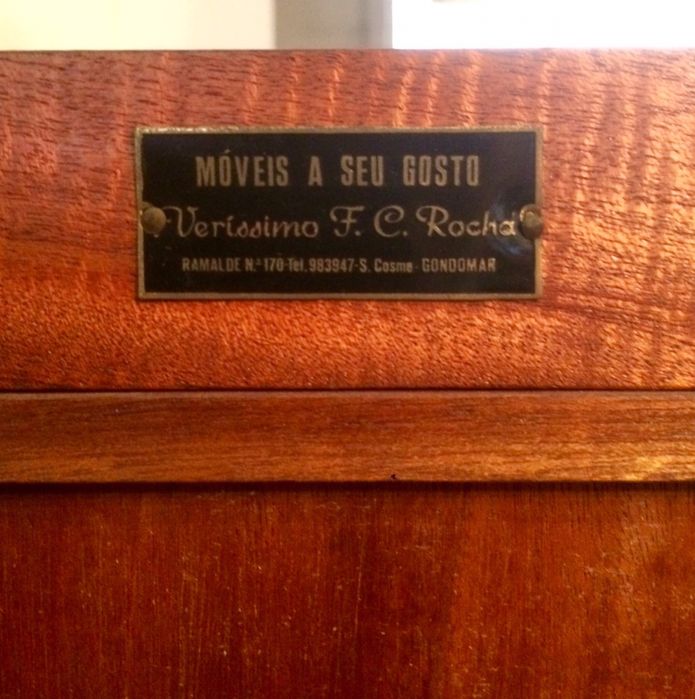 MÓVEIS A SEU GOSTO
Veríssimo F. C. Rocha
RAMALDE N.º 170-Tel. 983947-S. Cosme - GONDOMAR